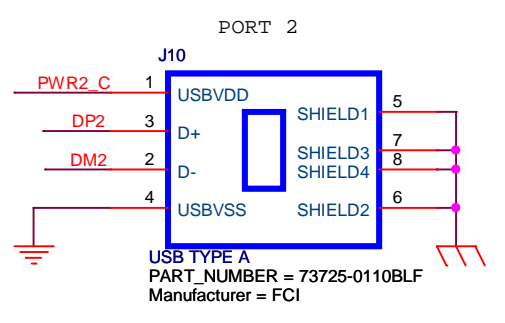 PORT 2
J10
PWR2_C 1 USBVDD SHIELD1 5
DP2 3 D+ SHIELD3 7
DM2 2 D- SHIELD4 8
4 USBVSS SHIELD2 6
USB TYPE A
PART_NUMBER = 73725-0110BLF
Manufacturer = FCI